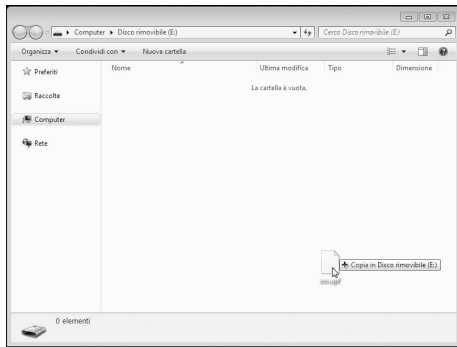 Computer ▸ Disco rimovibile (E:)
Cerca Disco rimovibile (E:)
Organizza ▾ Condividi con ▾ Nuova cartella
Nome Ultima modifica Tipo Dimensione
Preferiti
La cartella è vuota.
Raccolte
Computer
Rete
Copia in Disco rimovibile (E:)
0 elementi